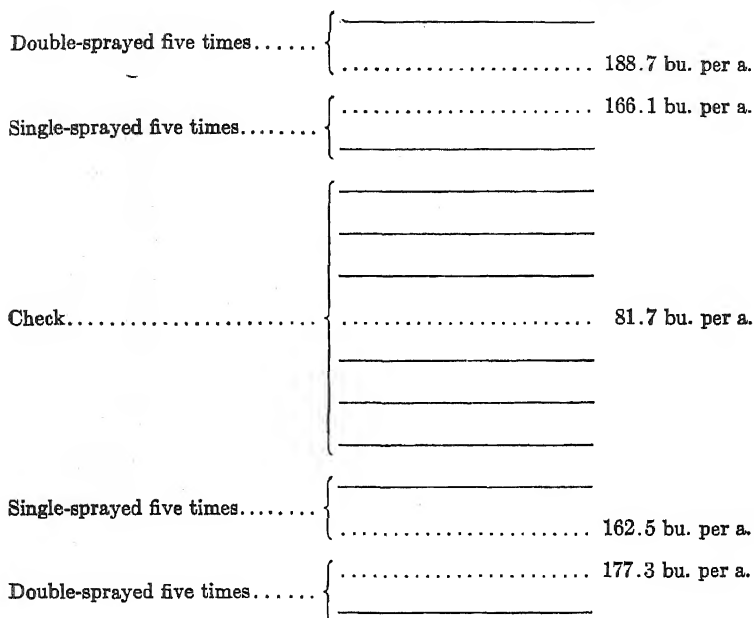 Double-sprayed five times......
......................... 188.7 bu. per a.
......................... 166.1 bu. per a.
Single-sprayed five times........
Check......................... ......................... 81.7 bu. per a.
Single-sprayed five times........
......................... 162.5 bu. per a.
......................... 177.3 bu. per a.
Double-sprayed five times......